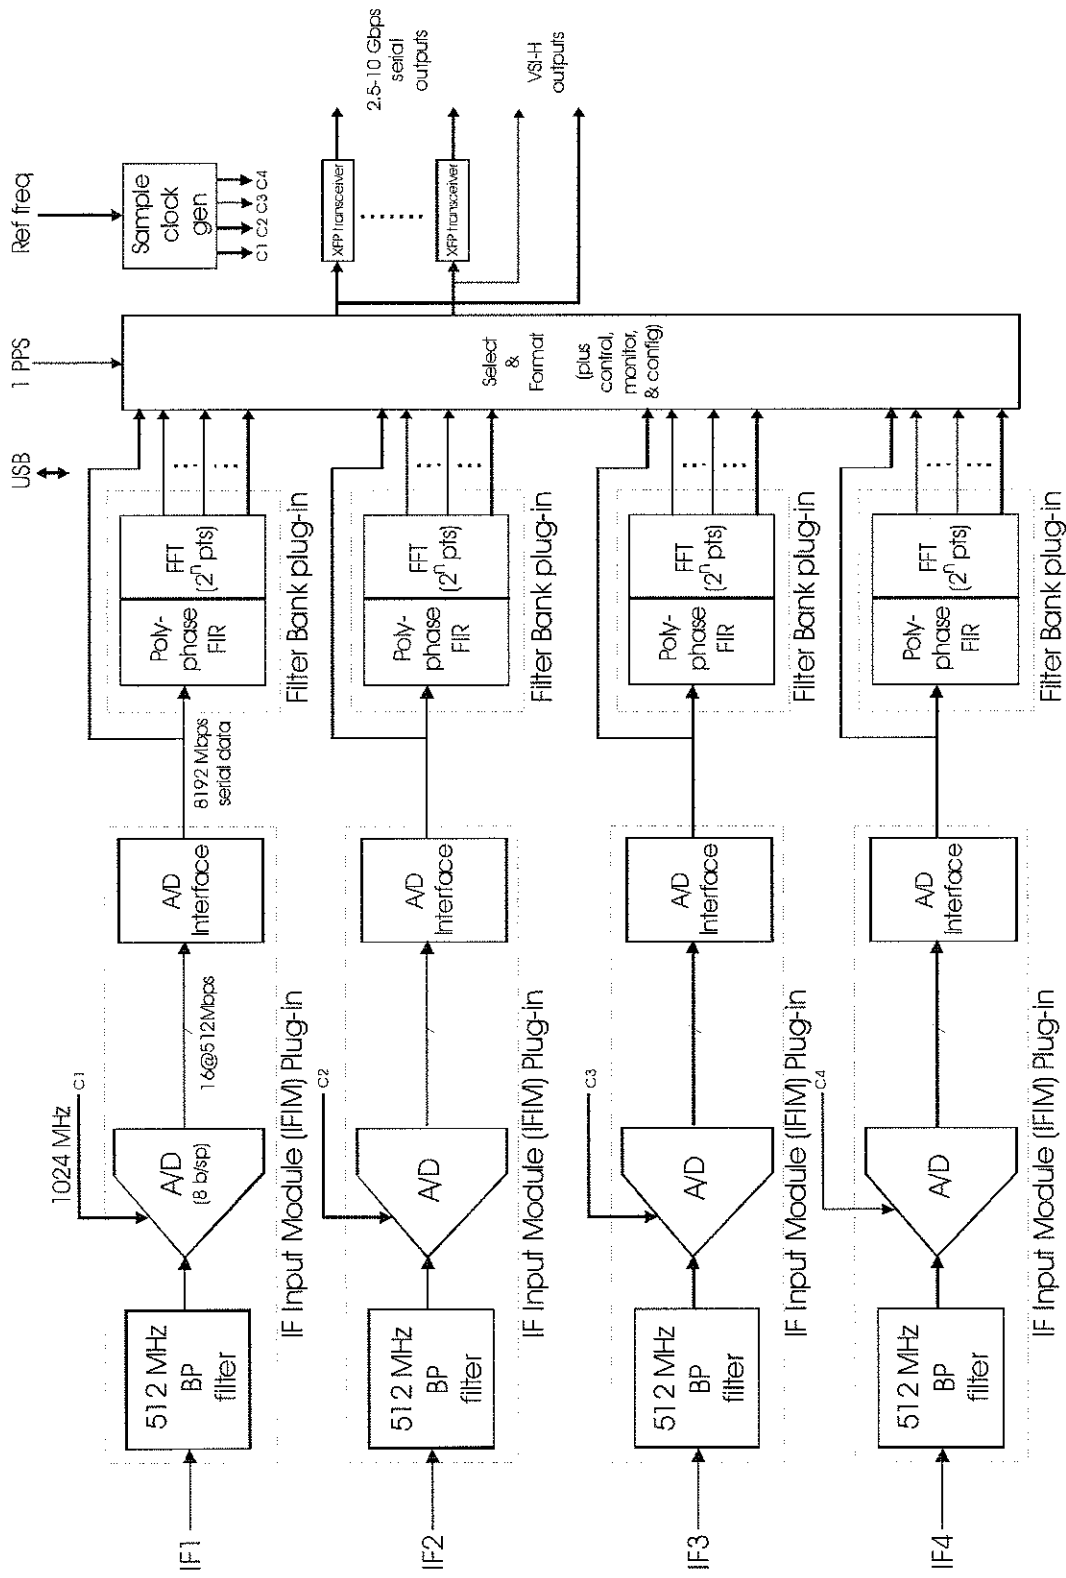 USB
1 PPS
Ref freq
Sample
clock
gen
C1 C2 C3 C4
IF1
512 MHz
BP
filter
1024 MHz
C1
A/D
(8 b/sp)
16@512Mbps
A/D
Interface
IF Input Module (IFIM) Plug-in
8192 Mbps
serial data
Poly-
phase
FIR
FFT
(2ⁿ pts)
Filter Bank plug-in
IF2
512 MHz
BP
filter
C2
A/D
A/D
Interface
IF Input Module (IFIM) Plug-in
Poly-
phase
FIR
FFT
(2ⁿ pts)
Filter Bank plug-in
IF3
512 MHz
BP
filter
C3
A/D
A/D
Interface
IF Input Module (IFIM) Plug-in
Poly-
phase
FIR
FFT
(2ⁿ pts)
Filter Bank plug-in
IF4
512 MHz
BP
filter
C4
A/D
A/D
Interface
IF Input Module (IFIM) Plug-in
Poly-
phase
FIR
FFT
(2ⁿ pts)
Filter Bank plug-in
Select
&
Format
(plus
control,
monitor,
& config)
XFP transceiver
XFP transceiver
2.5-10 Gbps
serial
outputs
VSI-H
outputs